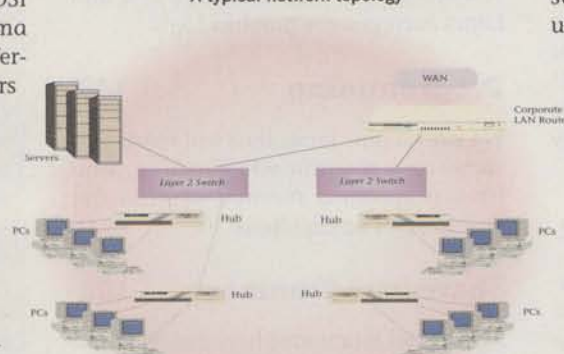 A typical network topology
WAN
Corporate
LAN Route
Servers
Layer 2 Switch
Layer 2 Switch
PCs
Hub
Hub
PCs
PCs
Hub
Hub
PCs